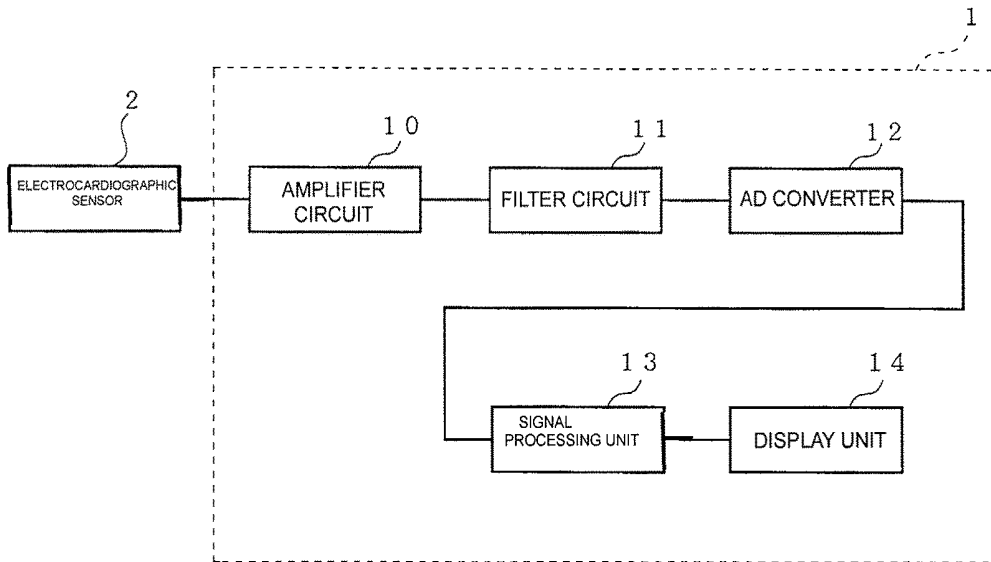 1
2
10
11
12
ELECTROCARDIOGRAPHIC
SENSOR
AMPLIFIER
CIRCUIT
FILTER CIRCUIT
AD CONVERTER
13
14
SIGNAL
PROCESSING UNIT
DISPLAY UNIT